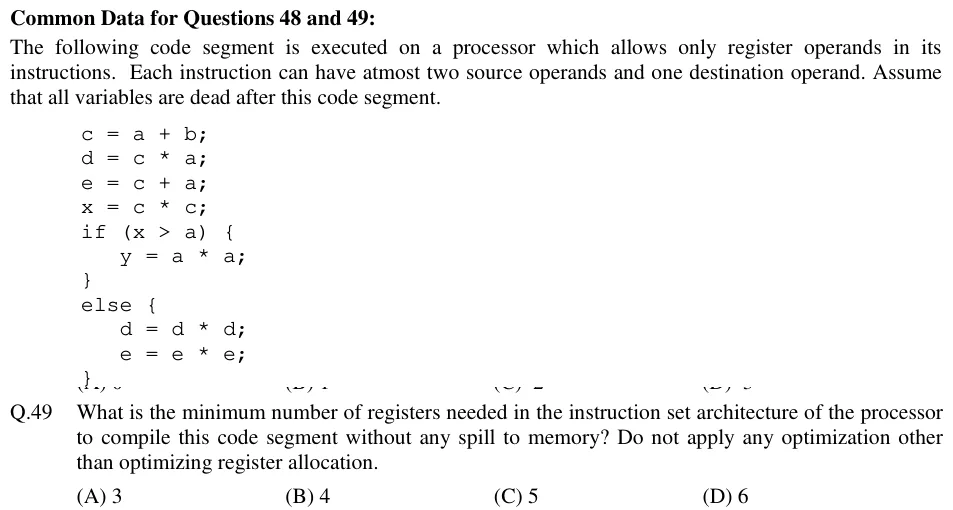 Common Data for Questions 48 and 49:
The following code segment is executed on a processor which allows only register operands in its
instructions. Each instruction can have atmost two source operands and one destination operand. Assume
that all variables are dead after this code segment.
c = a + b;
d = c * a;
e = c + a;
x = c * c;
if (x > a) {
y = a * a;
}
else {
d = d * d;
e = e * e;
}
Q.49 What is the minimum number of registers needed in the instruction set architecture of the processor
to compile this code segment without any spill to memory? Do not apply any optimization other
than optimizing register allocation.
(A) 3 (B) 4 (C) 5 (D) 6